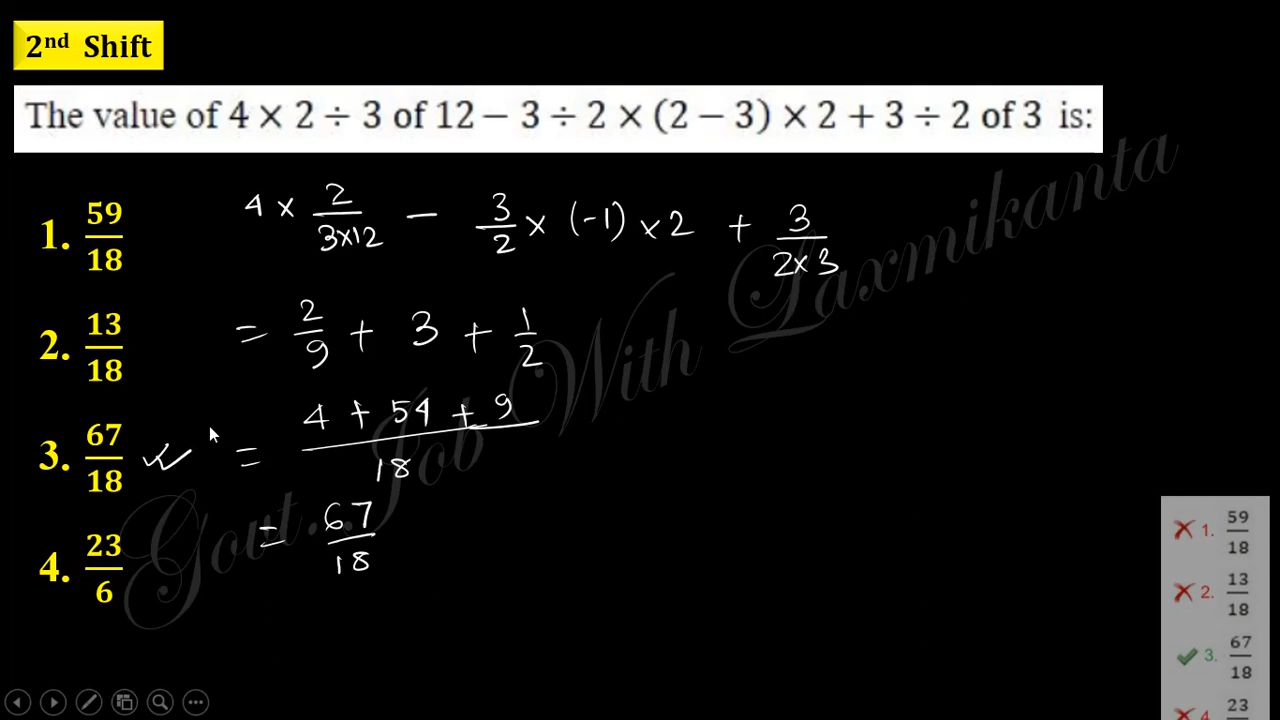 2nd Shift
The value of 4 × 2 ÷ 3 of 12 − 3 ÷ 2 × (2 − 3) × 2 + 3 ÷ 2 of 3 is:
1. 59/18
2. 13/18
3. 67/18
4. 23/6
4 × 2/(3×12) − 3/2 × (-1) × 2 + 3/(2×3)
= 2/9 + 3 + 1/2
= (4 + 54 + 9)/18
= 67/18
Govt. Job With Laxmikanta
1. 59/18
2. 13/18
3. 67/18
4. 23